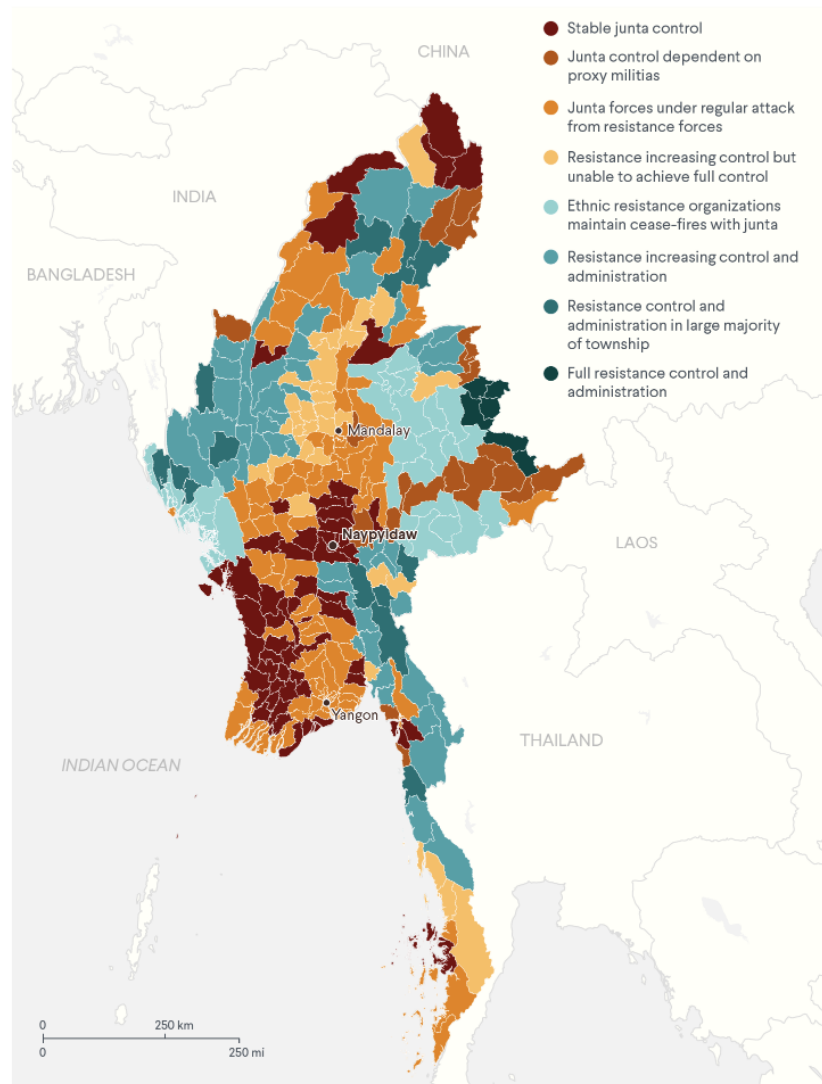 Stable junta control
Junta control dependent on
proxy militias
Junta forces under regular attack
from resistance forces
Resistance increasing control but
unable to achieve full control
Ethnic resistance organizations
maintain cease-fires with junta
Resistance increasing control and
administration
Resistance control and
administration in large majority
of township
Full resistance control and
administration
CHINA
INDIA
BANGLADESH
Mandalay
Naypyidaw
LAOS
Yangon
THAILAND
INDIAN OCEAN
0 250 km
0 250 mi